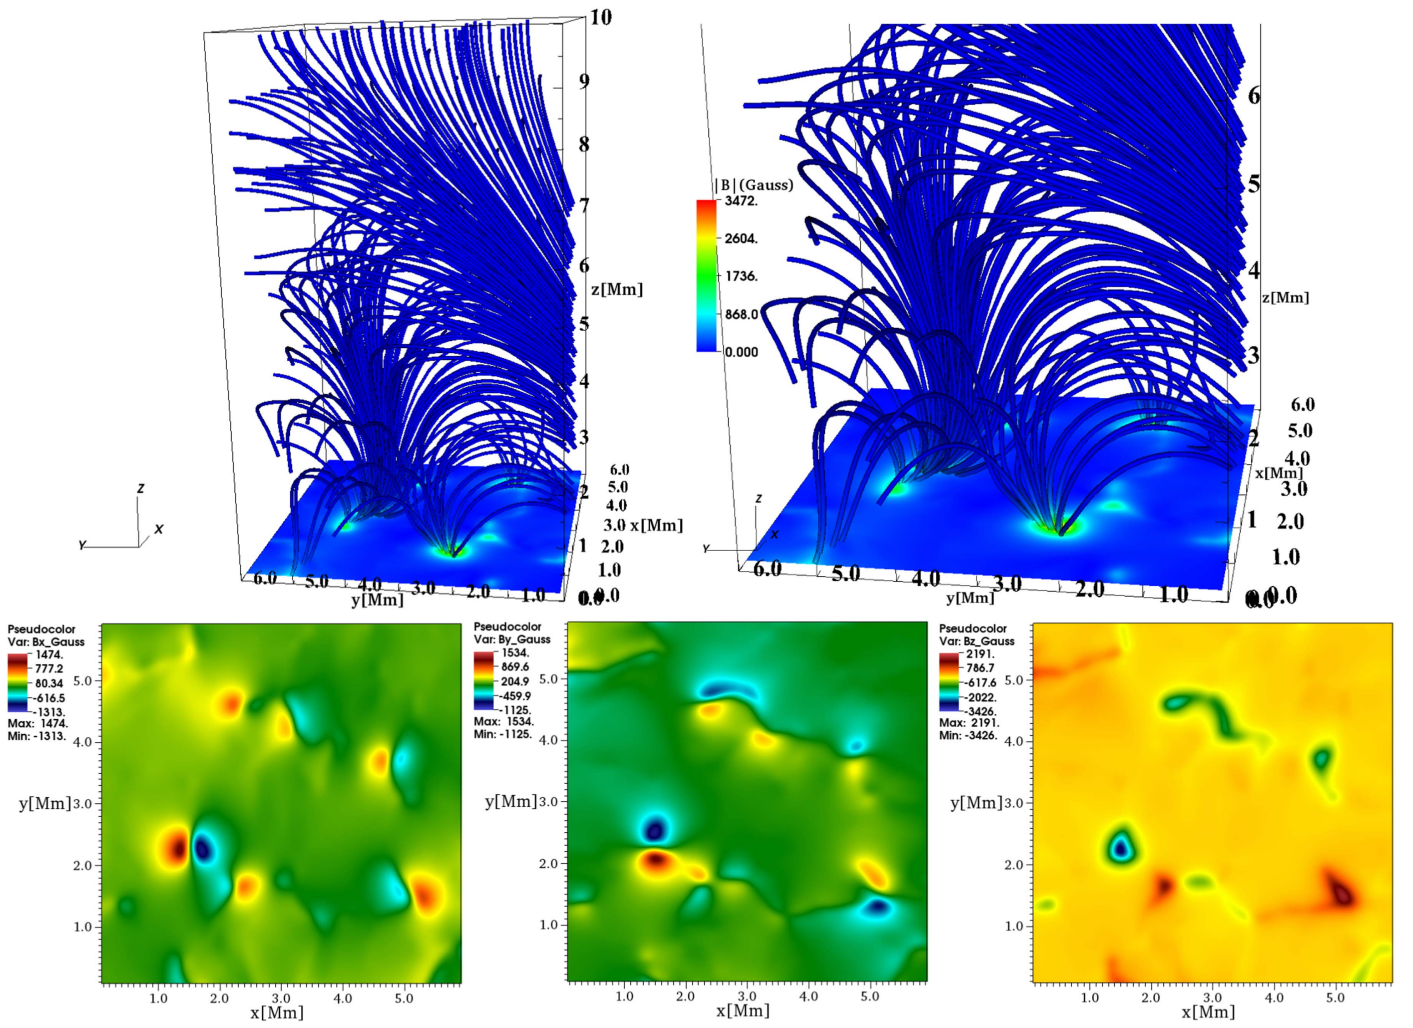 10
9
8
7
6
z[Mm]
5
4
3
2
1
6.0
5.0
4.0
3.0 x[Mm]
2.0
1.0
0.0
6.0 5.0 4.0 3.0 2.0 1.0
y[Mm]
Z
X
Y
|B|(Gauss)
3472.
2604.
1736.
868.0
0.000
6
5
4
z[Mm]
3
2
1
6.0
5.0
4.0
x[Mm]
3.0
2.0
1.0
0.0
6.0 5.0 4.0 3.0 2.0 1.0
y[Mm]
Z
X
Y
Pseudocolor
Var: Bx_Gauss
1474.
777.2
80.34
-616.5
-1313.
Max: 1474.
Min: -1313.
5.0
4.0
y[Mm] 3.0
2.0
1.0
1.0 2.0 3.0 4.0 5.0
x[Mm]
Pseudocolor
Var: By_Gauss
1534.
869.6
204.9
-459.9
-1125.
Max: 1534.
Min: -1125.
5.0
4.0
y[Mm] 3.0
2.0
1.0
1.0 2.0 3.0 4.0 5.0
x[Mm]
Pseudocolor
Var: Bz_Gauss
2191.
786.7
-617.6
-2022.
-3426.
Max: 2191.
Min: -3426.
5.0
4.0
y[Mm] 3.0
2.0
1.0
1.0 2.0 3.0 4.0 5.0
x[Mm]